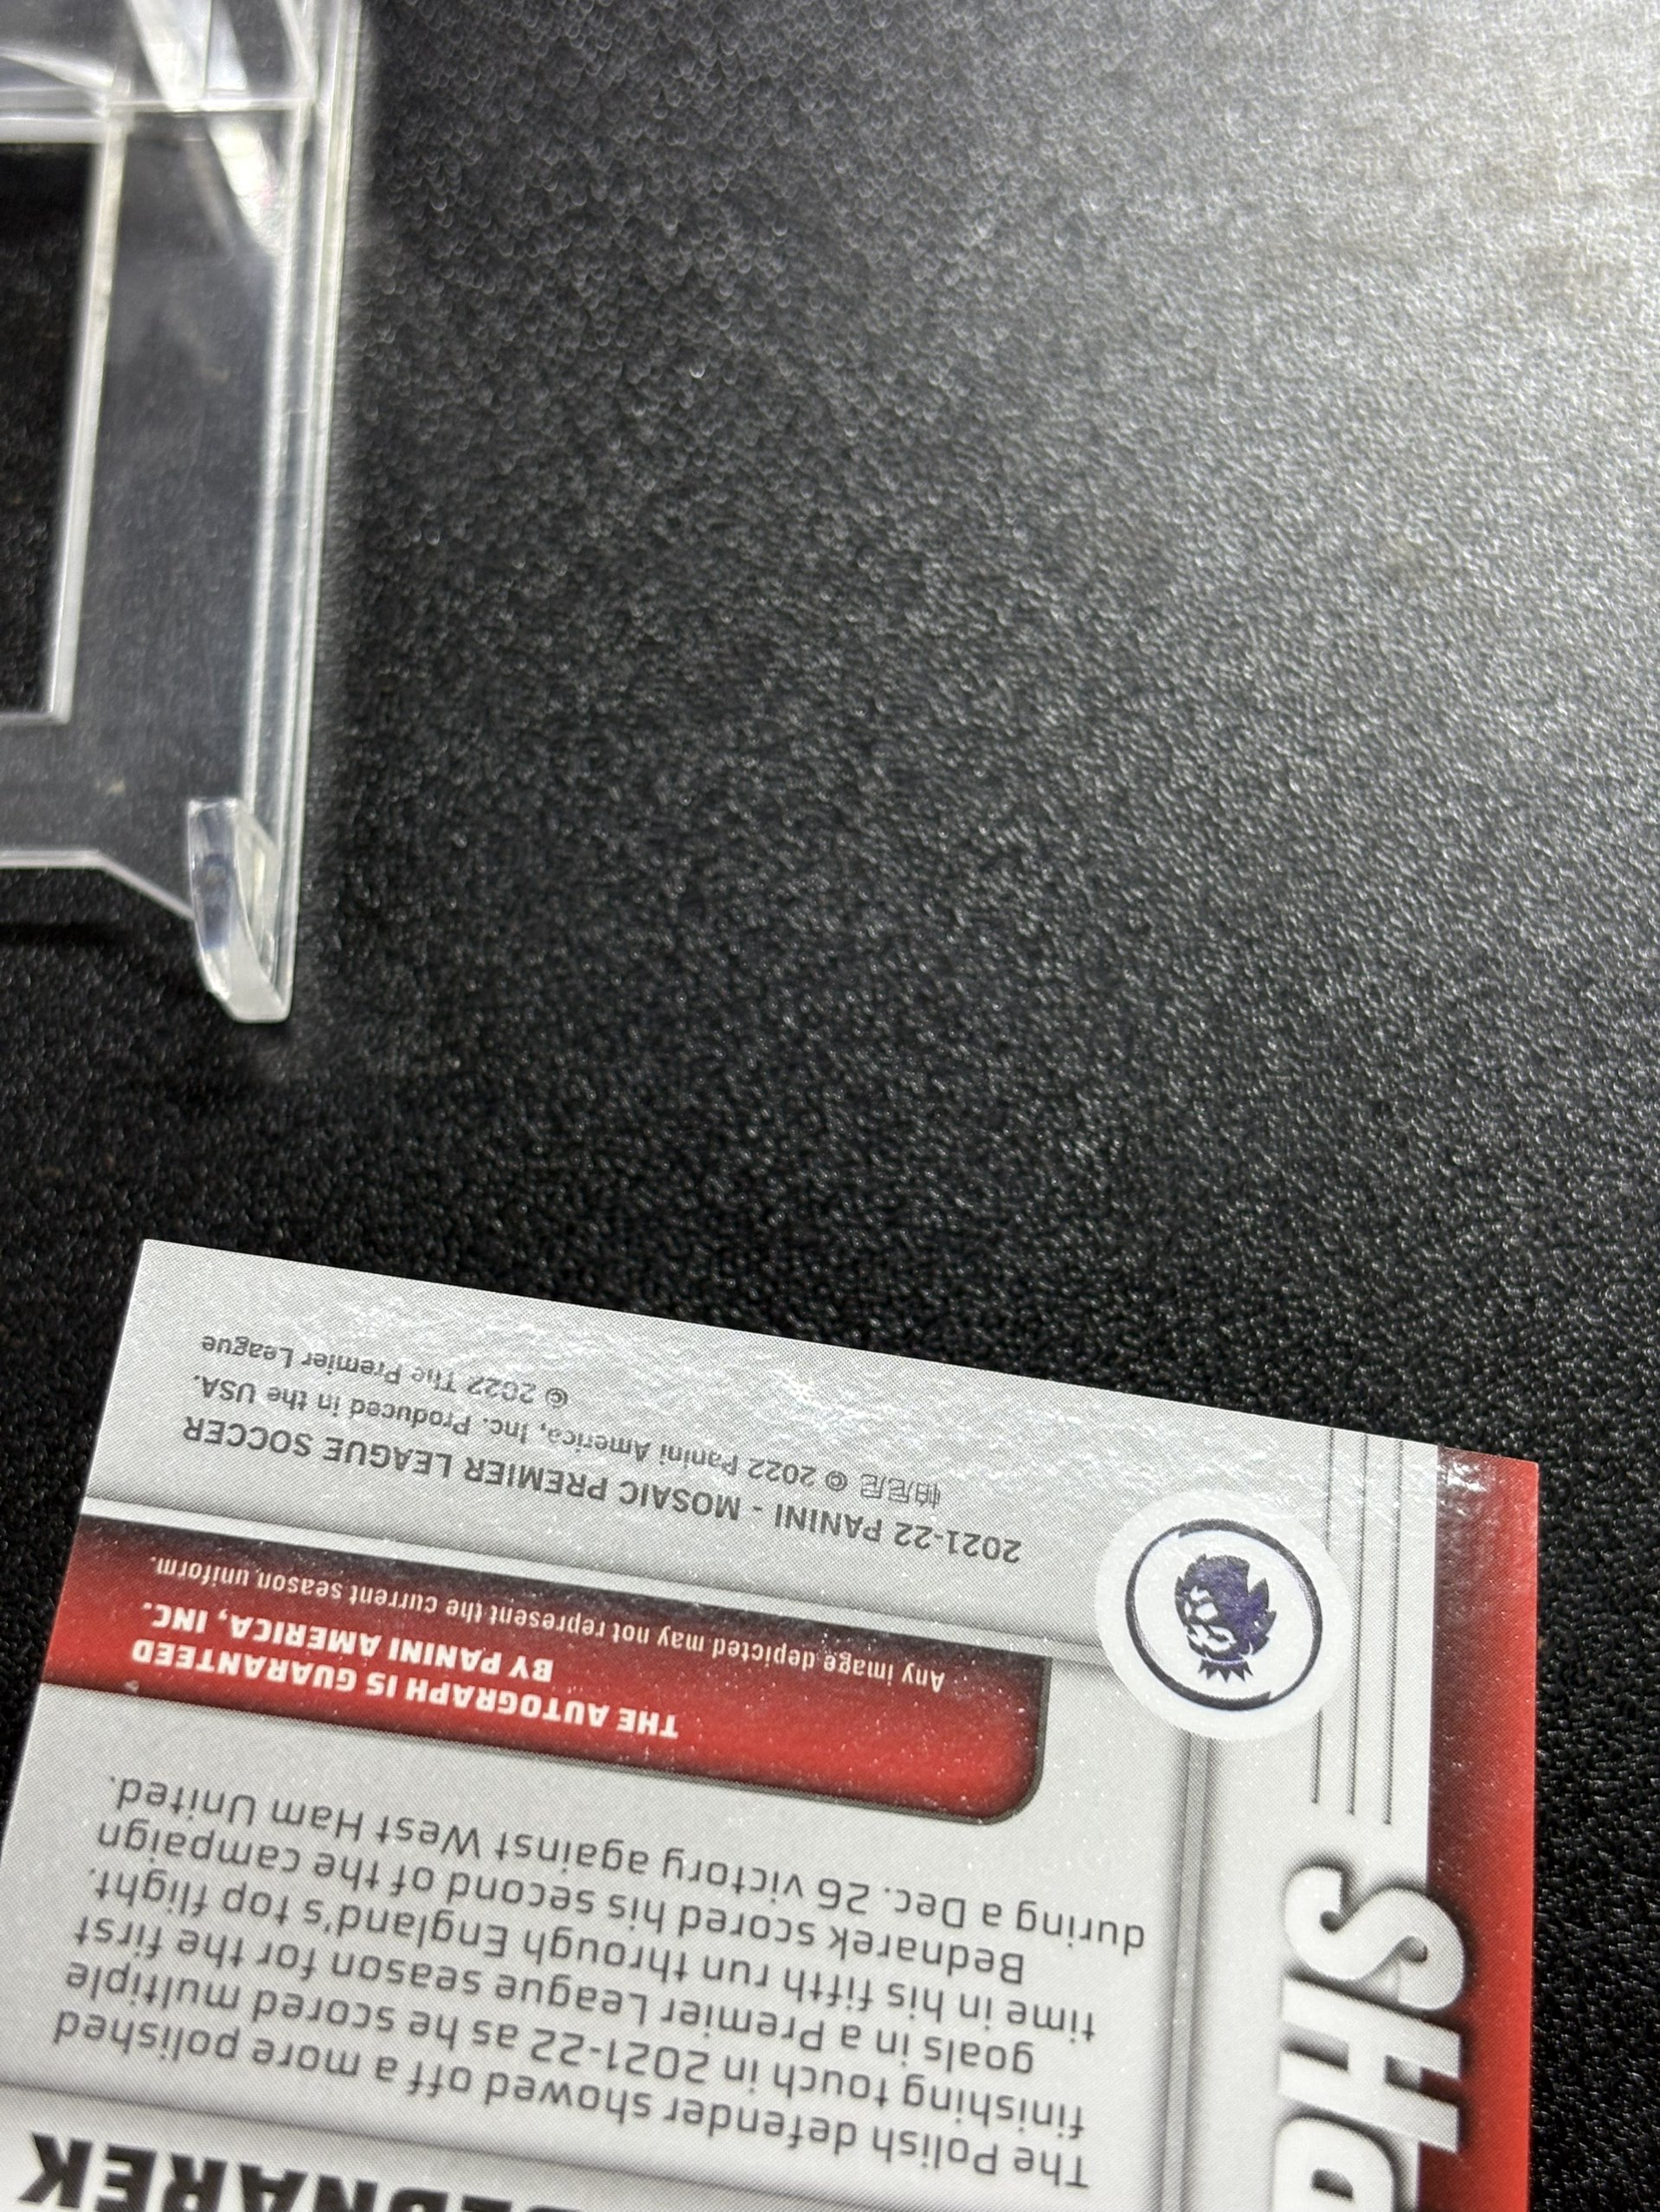 The Polish defender showed off a more polished
finishing touch in 2021-22 as he scored multiple
goals in a Premier League season for the first
time in his fifth run through England's top flight.
Bednarek scored his second of the campaign
during a Dec. 26 victory against West Ham United.
THE AUTOGRAPH IS GUARANTEED
BY PANINI AMERICA, INC.
Any image depicted may not represent the current season uniform.
2021-22 PANINI - MOSAIC PREMIER LEAGUE SOCCER
帕尼尼 © 2022 Panini America, Inc. Produced in the USA.
© 2022 The Premier League